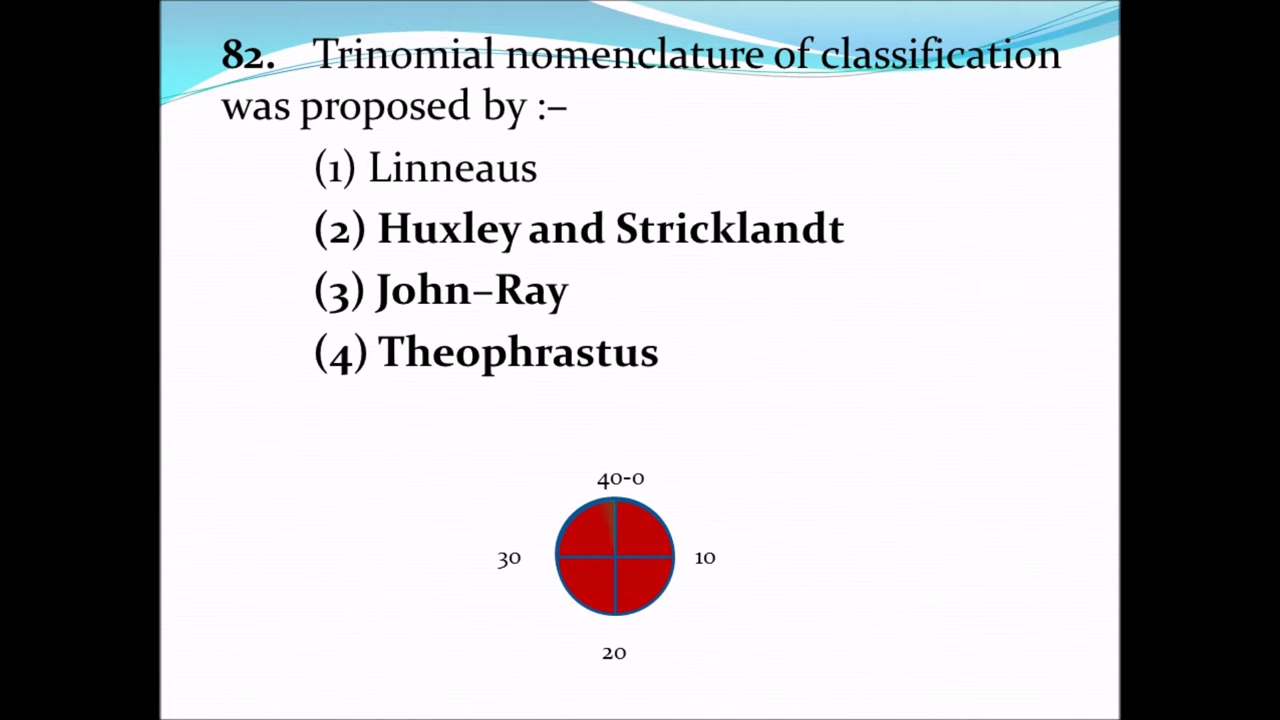 82. Trinomial nomenclature of classification
was proposed by :–
(1) Linneaus
(2) Huxley and Stricklandt
(3) John–Ray
(4) Theophrastus
40-0
30
10
20